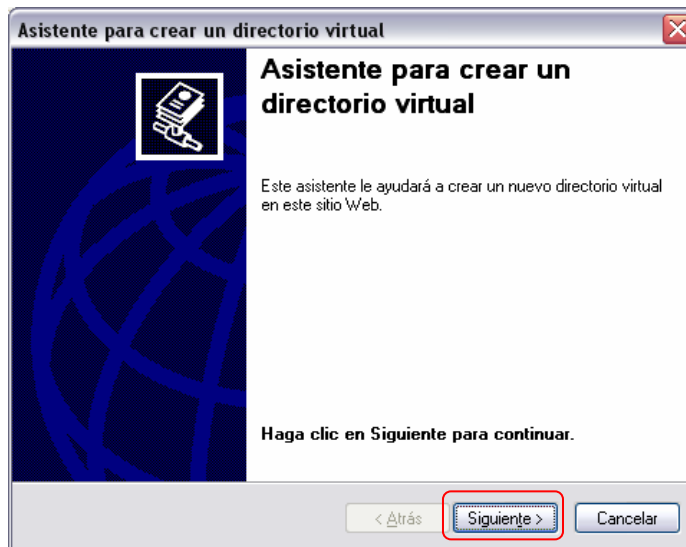 Asistente para crear un directorio virtual
Asistente para crear un
directorio virtual
Este asistente le ayudará a crear un nuevo directorio virtual
en este sitio Web.
Haga clic en Siguiente para continuar.
< Atrás Siguiente > Cancelar